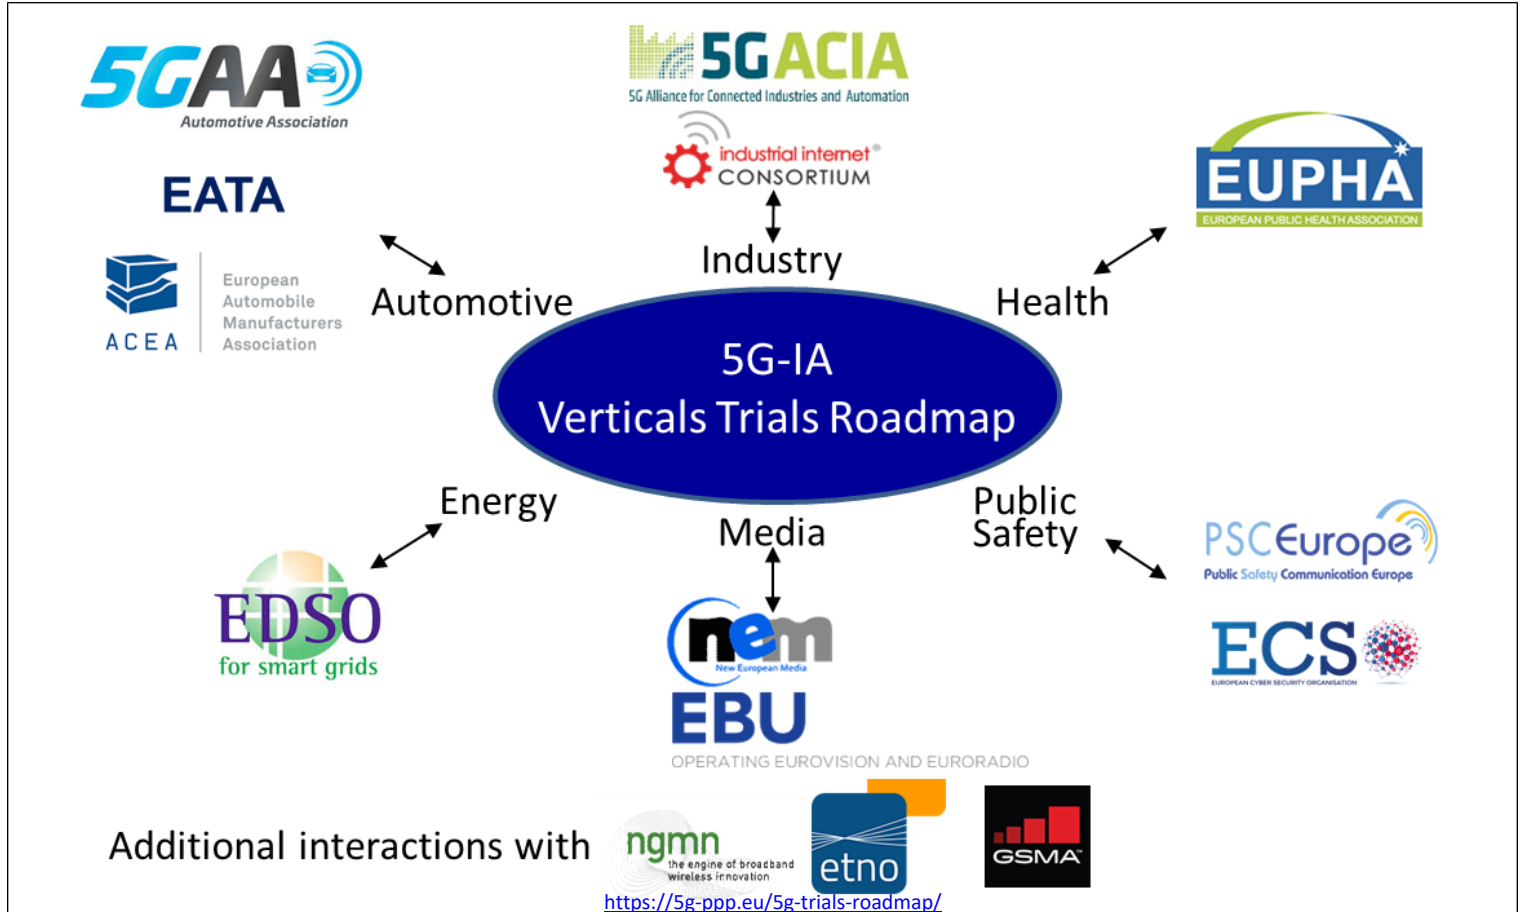 5GAA
Automotive Association
EATA
ACEA
European
Automobile
Manufacturers
Association
Automotive
5G ACIA
5G Alliance for Connected Industries and Automation
industrial internet®
CONSORTIUM
Industry
EUPHA
EUROPEAN PUBLIC HEALTH ASSOCIATION
Health
5G-IA
Verticals Trials Roadmap
Energy
EDSO
for smart grids
Media
nem
New European Media
EBU
OPERATING EUROVISION AND EURORADIO
Public
Safety
PSCEurope
Public Safety Communication Europe
ECS
EUROPEAN CYBER SECURITY ORGANISATION
Additional interactions with
ngmn
the engine of broadband
wireless innovation
etno
GSMA™
https://5g-ppp.eu/5g-trials-roadmap/